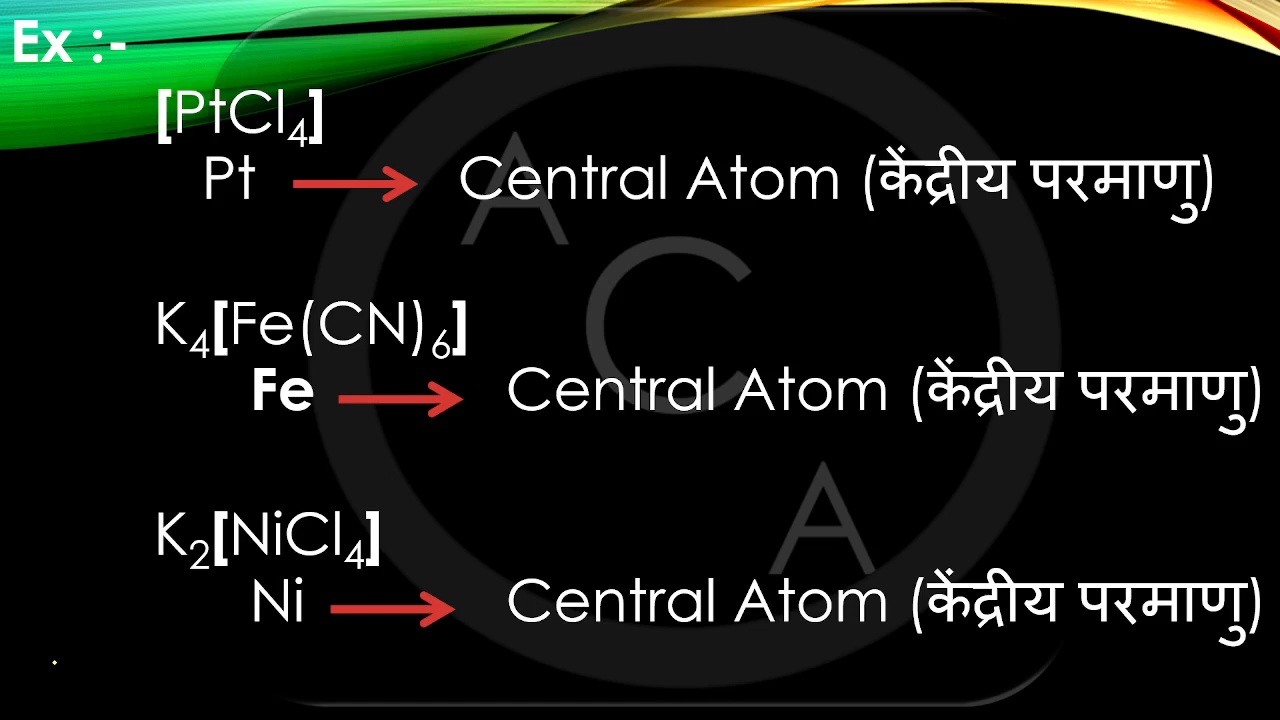 Ex :-
[PtCl₄]
Pt → Central Atom (केंद्रीय परमाणु)
K₄[Fe(CN)₆]
Fe → Central Atom (केंद्रीय परमाणु)
K₂[NiCl₄]
Ni → Central Atom (केंद्रीय परमाणु)
A
C
A